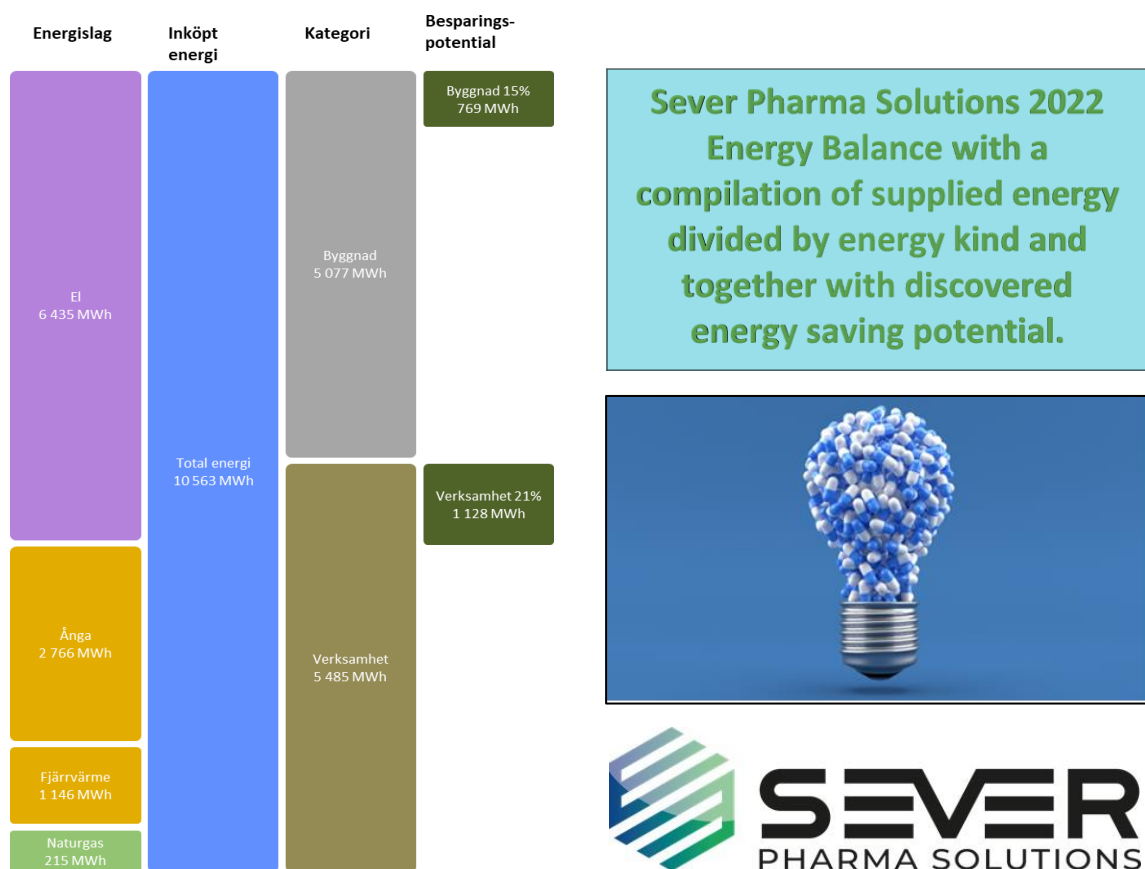 Energislag
Inköpt
energi
Kategori
Besparings-
potential
El
6 435 MWh
Ånga
2 766 MWh
Fjärrvärme
1 146 MWh
Naturgas
215 MWh
Total energi
10 563 MWh
Byggnad
5 077 MWh
Verksamhet
5 485 MWh
Byggnad 15%
769 MWh
Verksamhet 21%
1 128 MWh
Sever Pharma Solutions 2022
Energy Balance with a
compilation of supplied energy
divided by energy kind and
together with discovered
energy saving potential.
SEVER
PHARMA SOLUTIONS